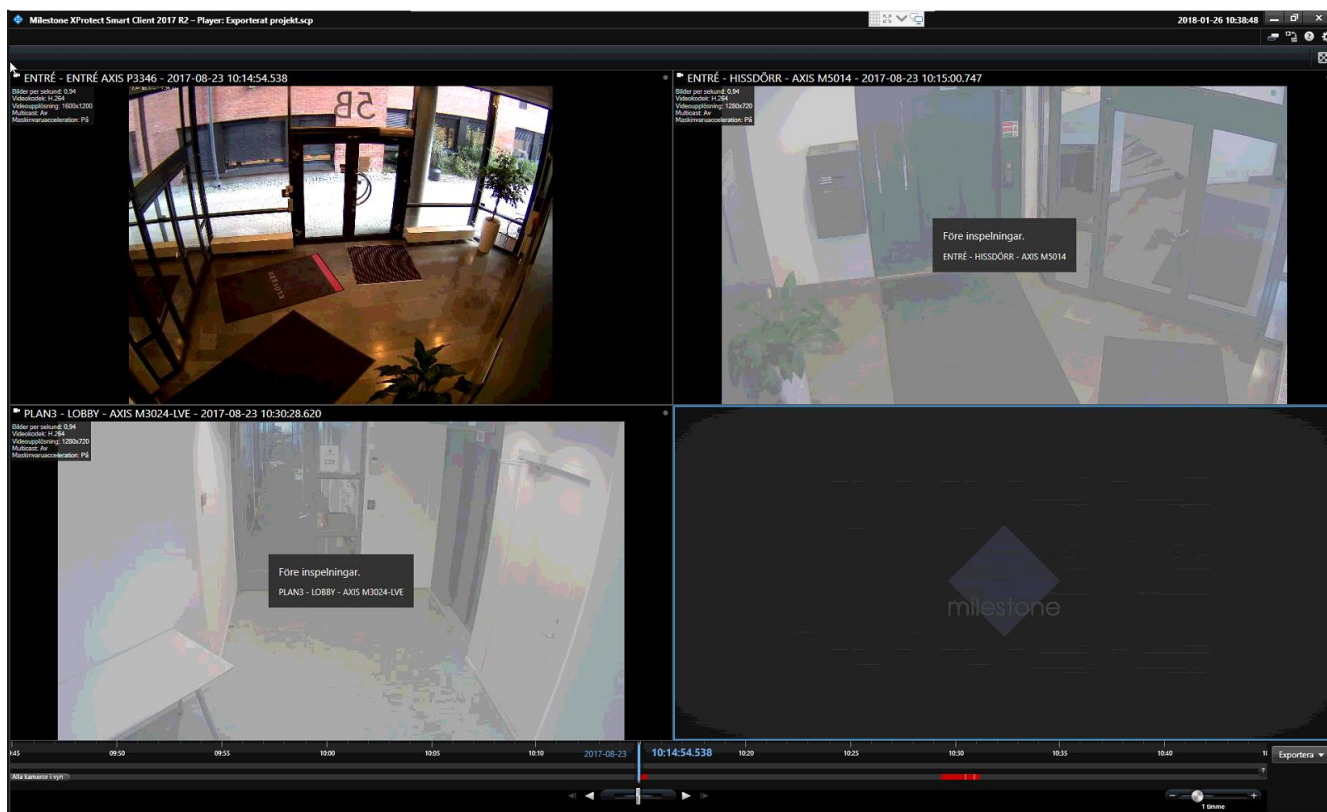 Milestone XProtect Smart Client 2017 R2 – Player: Exporterat projekt.scp
2018-01-26 10:38:48
ENTRÉ - ENTRÉ AXIS P3346 - 2017-08-23 10:14:54.538
Bilder per sekund: 0,94
Videokodek: H.264
Videoupplösning: 1600x1200
Multicast: Av
Maskinvaruacceleration: På
5B
KLÖVERN
ENTRÉ - HISSDÖRR - AXIS M5014 - 2017-08-23 10:15:00.747
Bilder per sekund: 0,94
Videokodek: H.264
Videoupplösning: 1280x720
Multicast: Av
Maskinvaruacceleration: På
Före inspelningar.
ENTRÉ - HISSDÖRR - AXIS M5014
PLAN3 - LOBBY - AXIS M3024-LVE - 2017-08-23 10:30:28.620
Bilder per sekund: 0,94
Videokodek: H.264
Videoupplösning: 1280x720
Multicast: Av
Maskinvaruacceleration: På
Före inspelningar.
PLAN3 - LOBBY - AXIS M3024-LVE
milestone
09:50 09:55 10:00 10:05 10:10 2017-08-23 10:14:54.538 10:20 10:25 10:30 10:35 10:40
Exportera
Alla kameror i vyn
1 timme